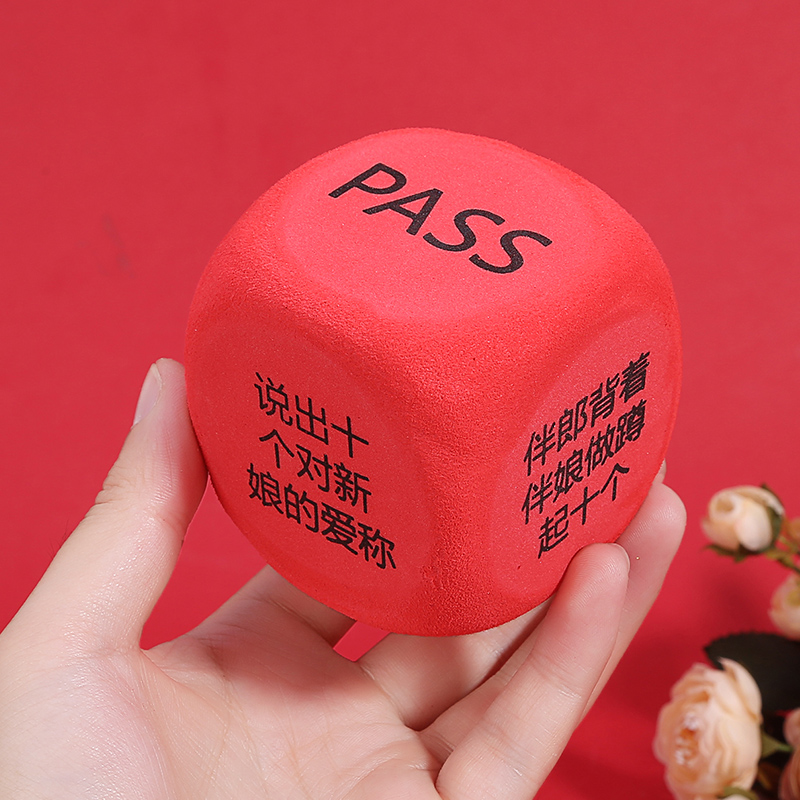 PASS
说出十
个对新
娘的爱称
伴郎背着
伴娘做蹲
起十个